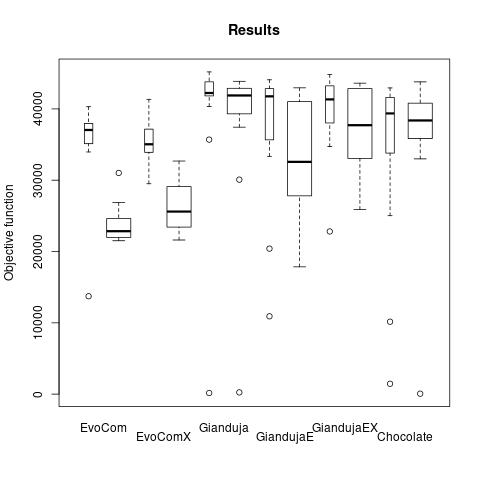 Results
Objective function
40000
30000
20000
10000
0
EvoCom
EvoComX
Gianduja
GiandujaE
GiandujaEX
Chocolate